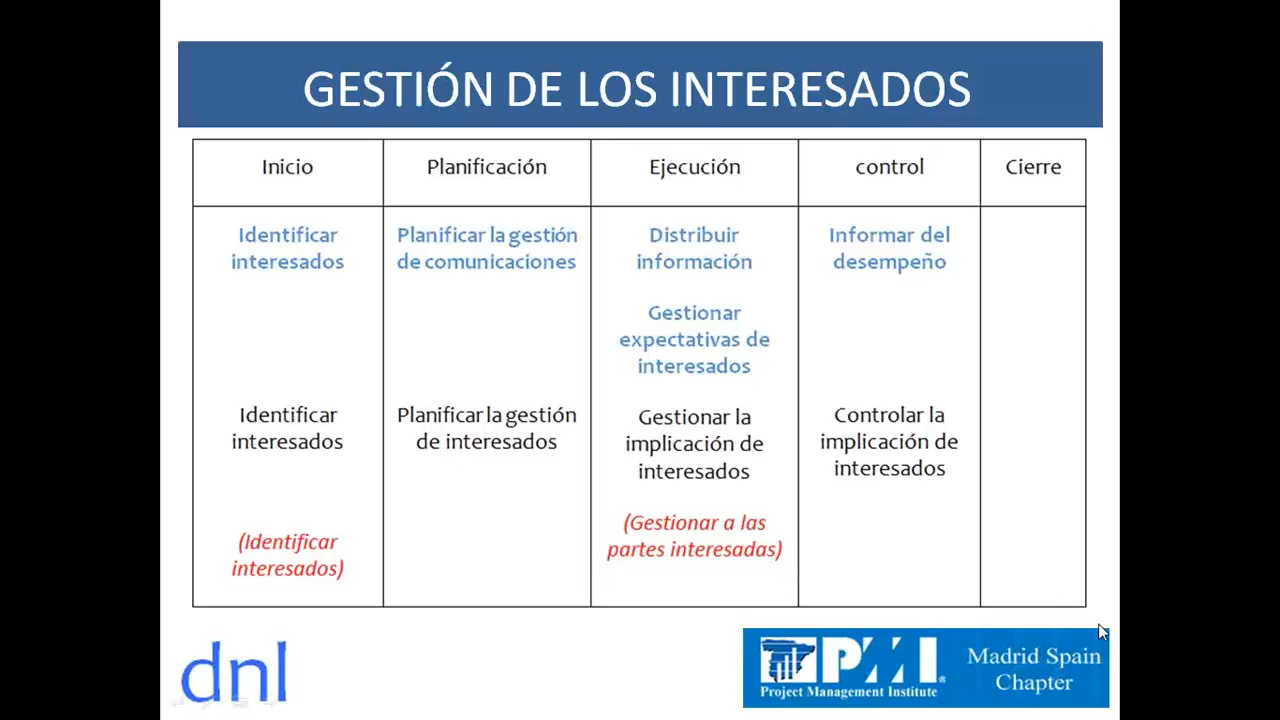 GESTIÓN DE LOS INTERESADOS
Inicio
Planificación
Ejecución
control
Cierre
Identificar
interesados
Planificar la gestión
de comunicaciones
Distribuir
información
Informar del
desempeño
Gestionar
expectativas de
interesados
Identificar
interesados
Planificar la gestión
de interesados
Gestionar la
implicación de
interesados
Controlar la
implicación de
interesados
(Identificar
interesados)
(Gestionar a las
partes interesadas)
dnl
PMI
Project Management Institute
Madrid Spain
Chapter